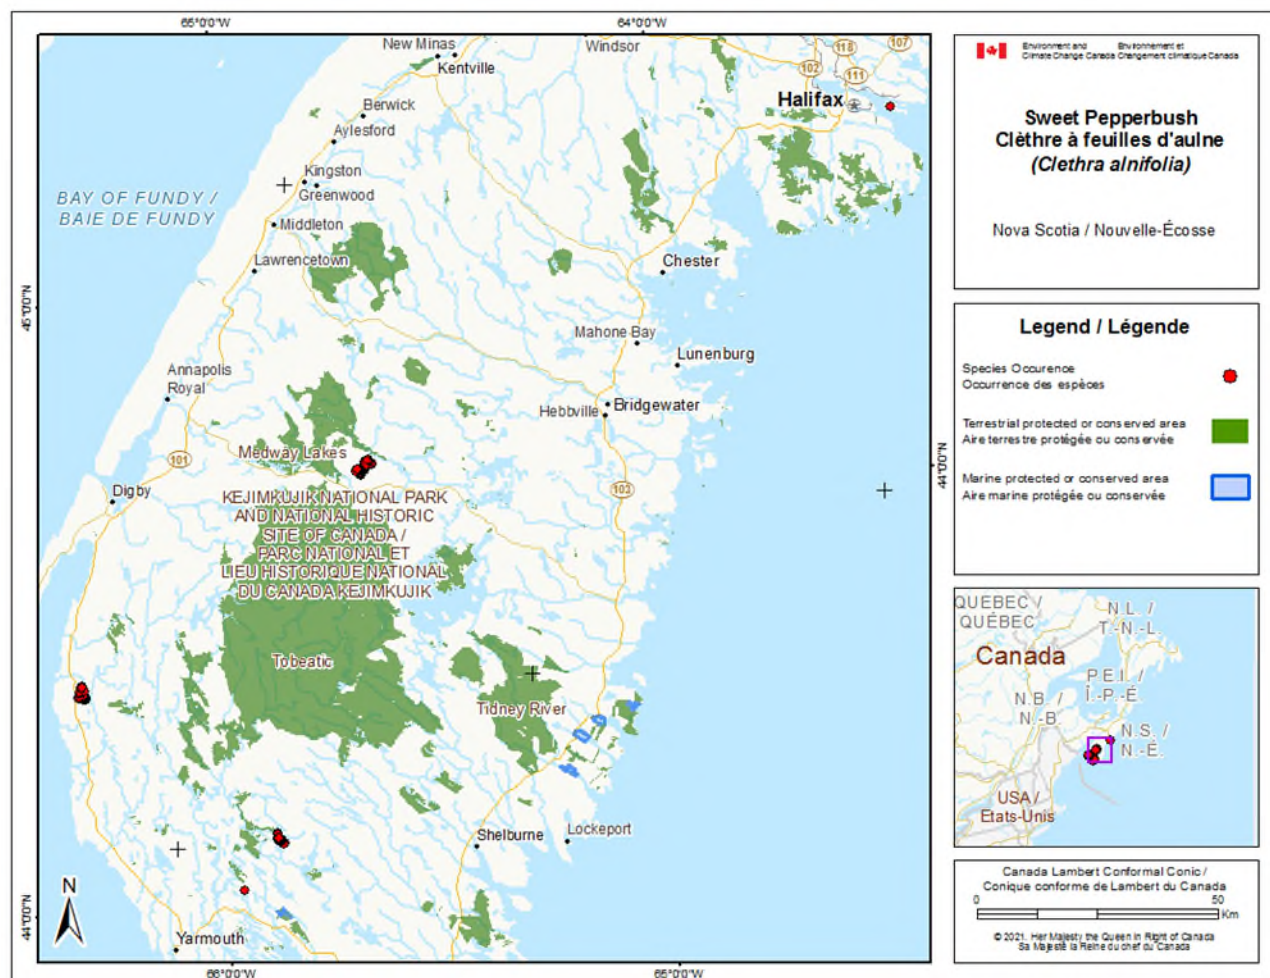 65°0'0"W
64°0'0"W
New Minas
Windsor
Kentville
Halifax
102
118
107
111
Berwick
Aylesford
Kingston
Greenwood
BAY OF FUNDY /
BAIE DE FUNDY
Middleton
Lawrencetown
Chester
45°0'0"N
Mahone Bay
Lunenburg
Annapolis
Royal
Hebbville
Bridgewater
Medway Lakes
101
103
44°0'0"N
Digby
KEJIMKUJIK NATIONAL PARK
AND NATIONAL HISTORIC
SITE OF CANADA /
PARC NATIONAL ET
LIEU HISTORIQUE NATIONAL
DU CANADA KEJIMKUJIK
Tobeatic
Tidney River
Shelburne
Lockeport
N
44°0'0"N
Yarmouth
66°0'0"W
65°0'0"W
Environment and
Climate Change Canada
Environnement et
Changement climatique Canada
Sweet Pepperbush
Clèthre à feuilles d'aulne
(Clethra alnifolia)
Nova Scotia / Nouvelle-Écosse
Legend / Légende
Species Occurence
Occurrence des espèces
Terrestrial protected or conserved area
Aire terrestre protégée ou conservée
Marine protected or conserved area
Aire marine protégée ou conservée
QUEBEC /
QUÉBEC
N.L. /
T.-N.-L.
Canada
P.E.I. /
Î.-P.-É.
N.B. /
N.-B.
N.S. /
N.-É.
USA /
Etats-Unis
Canada Lambert Conformal Conic /
Conique conforme de Lambert du Canada
0
50
Km
© 2021. Her Majesty the Queen in Right of Canada
Sa Majesté la Reine du chef du Canada